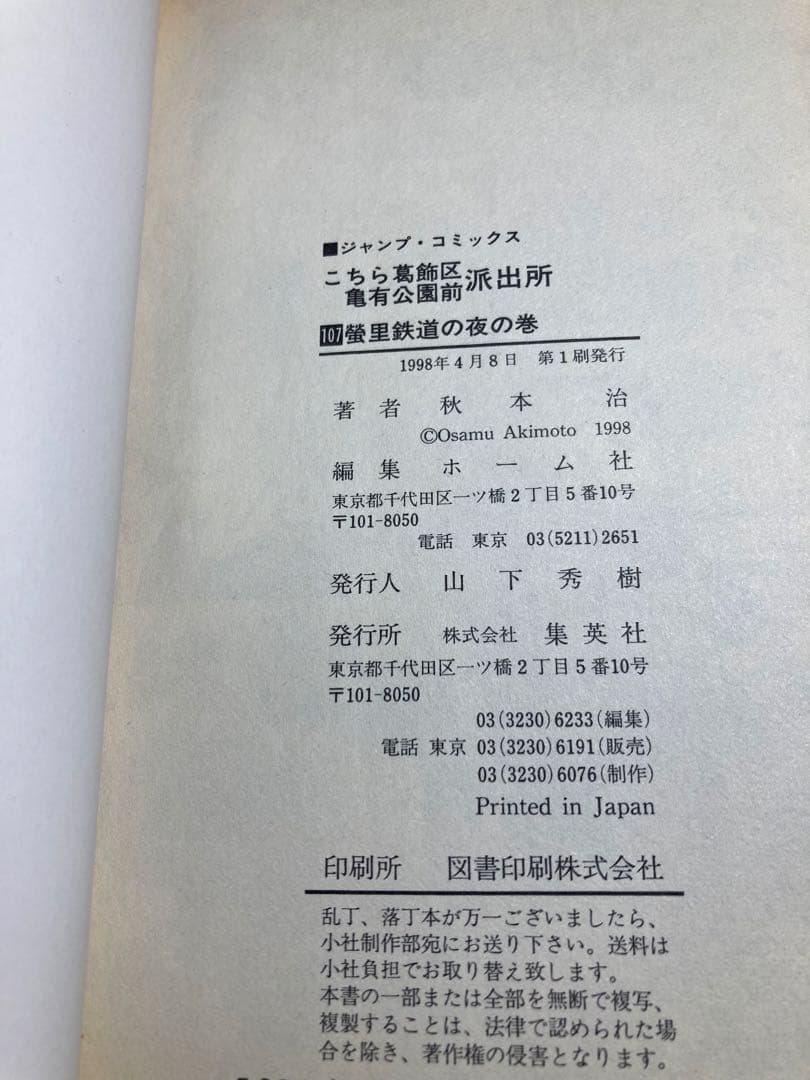 ■ジャンプ・コミックス
こちら葛飾区
亀有公園前派出所
107螢里鉄道の夜の巻
1998年4月8日 第1刷発行
著者 秋本 治
©Osamu Akimoto 1998
編集 ホーム社
東京都千代田区一ツ橋2丁目5番10号
〒101-8050
電話 東京 03(5211)2651
発行人 山下秀樹
発行所 株式会社 集英社
東京都千代田区一ツ橋2丁目5番10号
〒101-8050
03(3230)6233(編集)
電話 東京 03(3230)6191(販売)
03(3230)6076(制作)
Printed in Japan
印刷所 図書印刷株式会社
乱丁、落丁本が万一ございましたら、
小社制作部宛にお送り下さい。送料は
小社負担でお取り替え致します。
本書の一部または全部を無断で複写、
複製することは、法律で認められた場
合を除き、著作権の侵害となります。